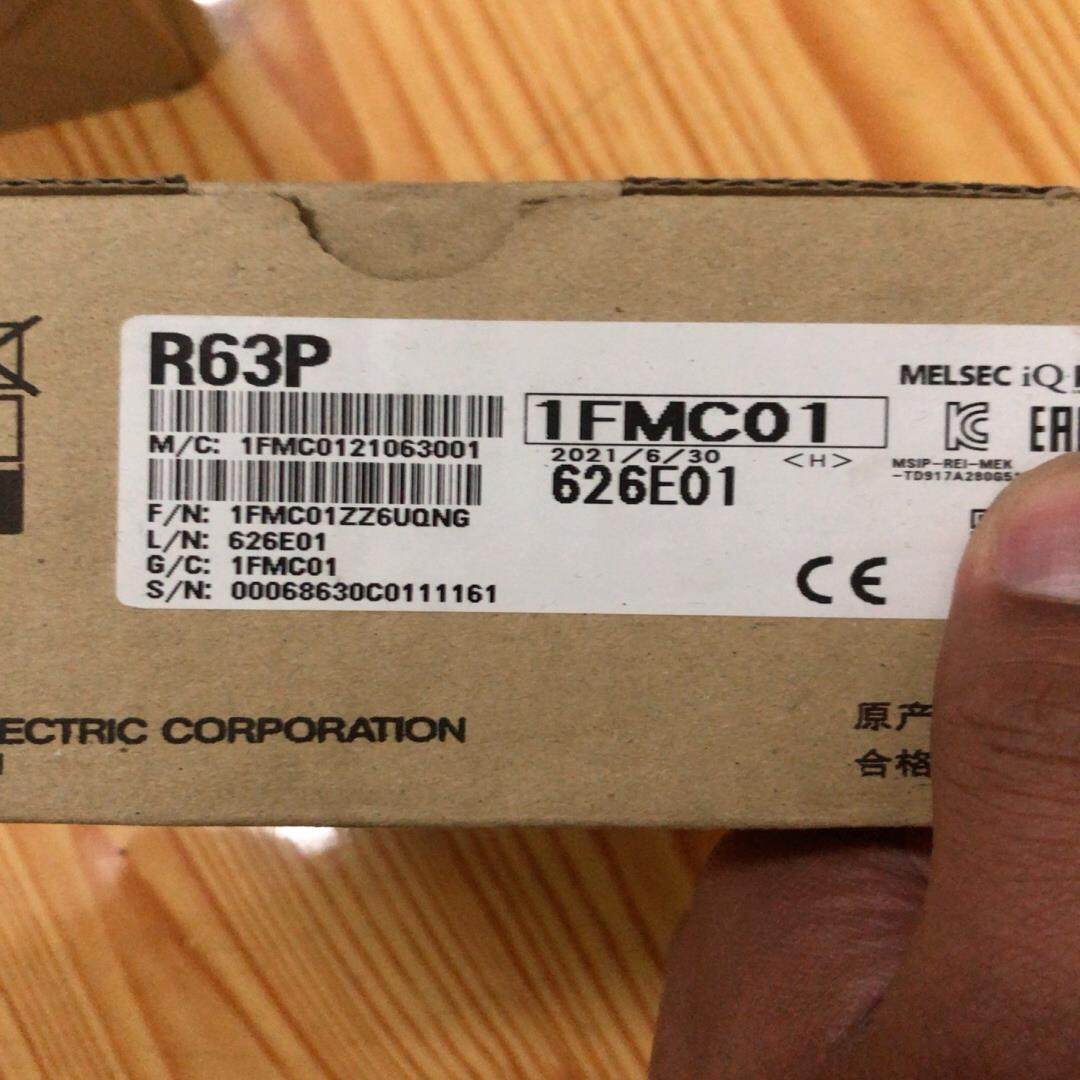 R63P
MELSEC iQ
M/C: 1FMC0121063001
1FMC01
2021/6/30 <H>
626E01
MSIP-REI-MEK
-TD917A280G5
F/N: 1FMC01ZZ6UQNG
L/N: 626E01
G/C: 1FMC01
S/N: 00068630C0111161
CE
ECTRIC CORPORATION
原产
合格